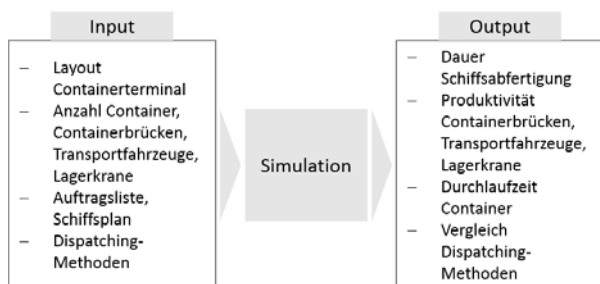 Input
– Layout
Containerterminal
– Anzahl Container,
Containerbrücken,
Transportfahrzeuge,
Lagerkrane
– Auftragsliste,
Schiffsplan
– Dispatching-
Methoden
Simulation
Output
– Dauer
Schiffsabfertigung
– Produktivität
Containerbrücken,
Transportfahrzeuge,
Lagerkrane
– Durchlaufzeit
Container
– Vergleich
Dispatching-
Methoden